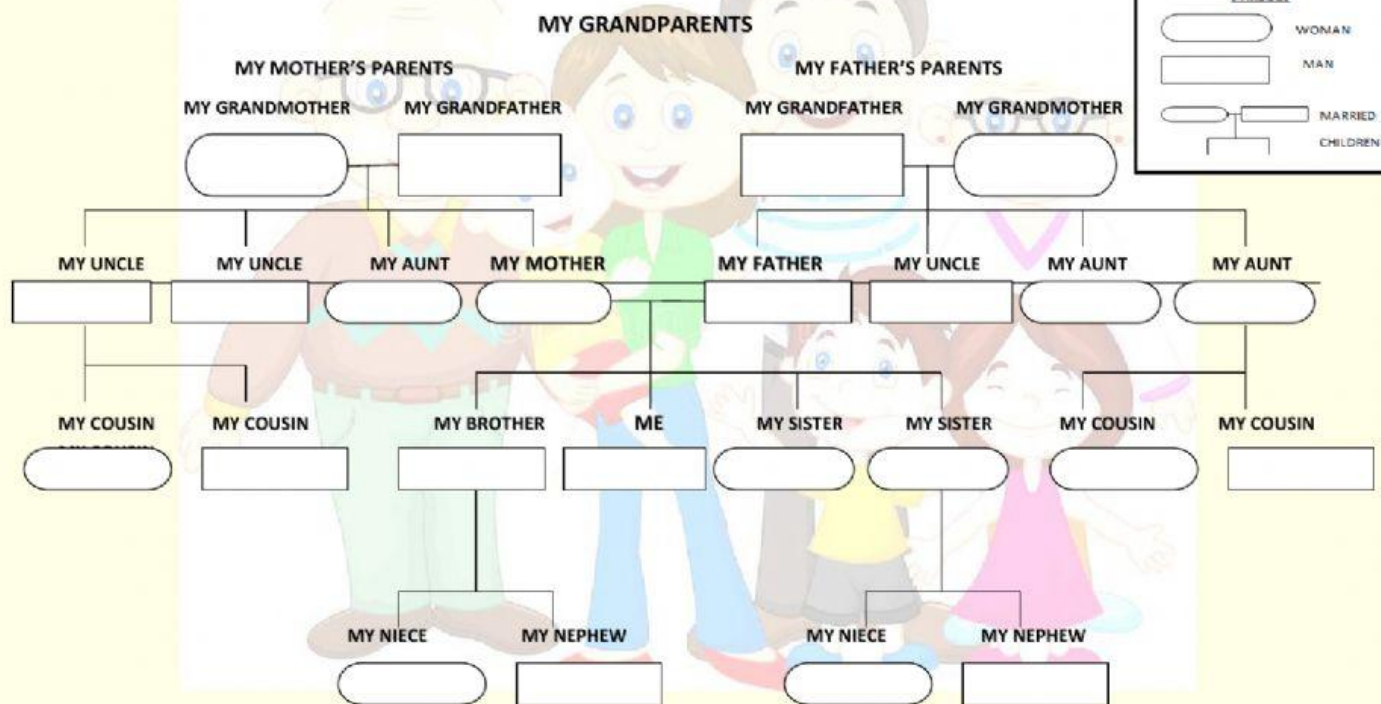 MY GRANDPARENTS
WOMAN
MAN
MARRIED
CHILDREN
MY MOTHER'S PARENTS
MY FATHER'S PARENTS
MY GRANDMOTHER
MY GRANDFATHER
MY GRANDFATHER
MY GRANDMOTHER
MY UNCLE
MY UNCLE
MY AUNT
MY MOTHER
MY FATHER
MY UNCLE
MY AUNT
MY AUNT
MY COUSIN
MY COUSIN
MY BROTHER
ME
MY SISTER
MY SISTER
MY COUSIN
MY COUSIN
MY NIECE
MY NEPHEW
MY NIECE
MY NEPHEW